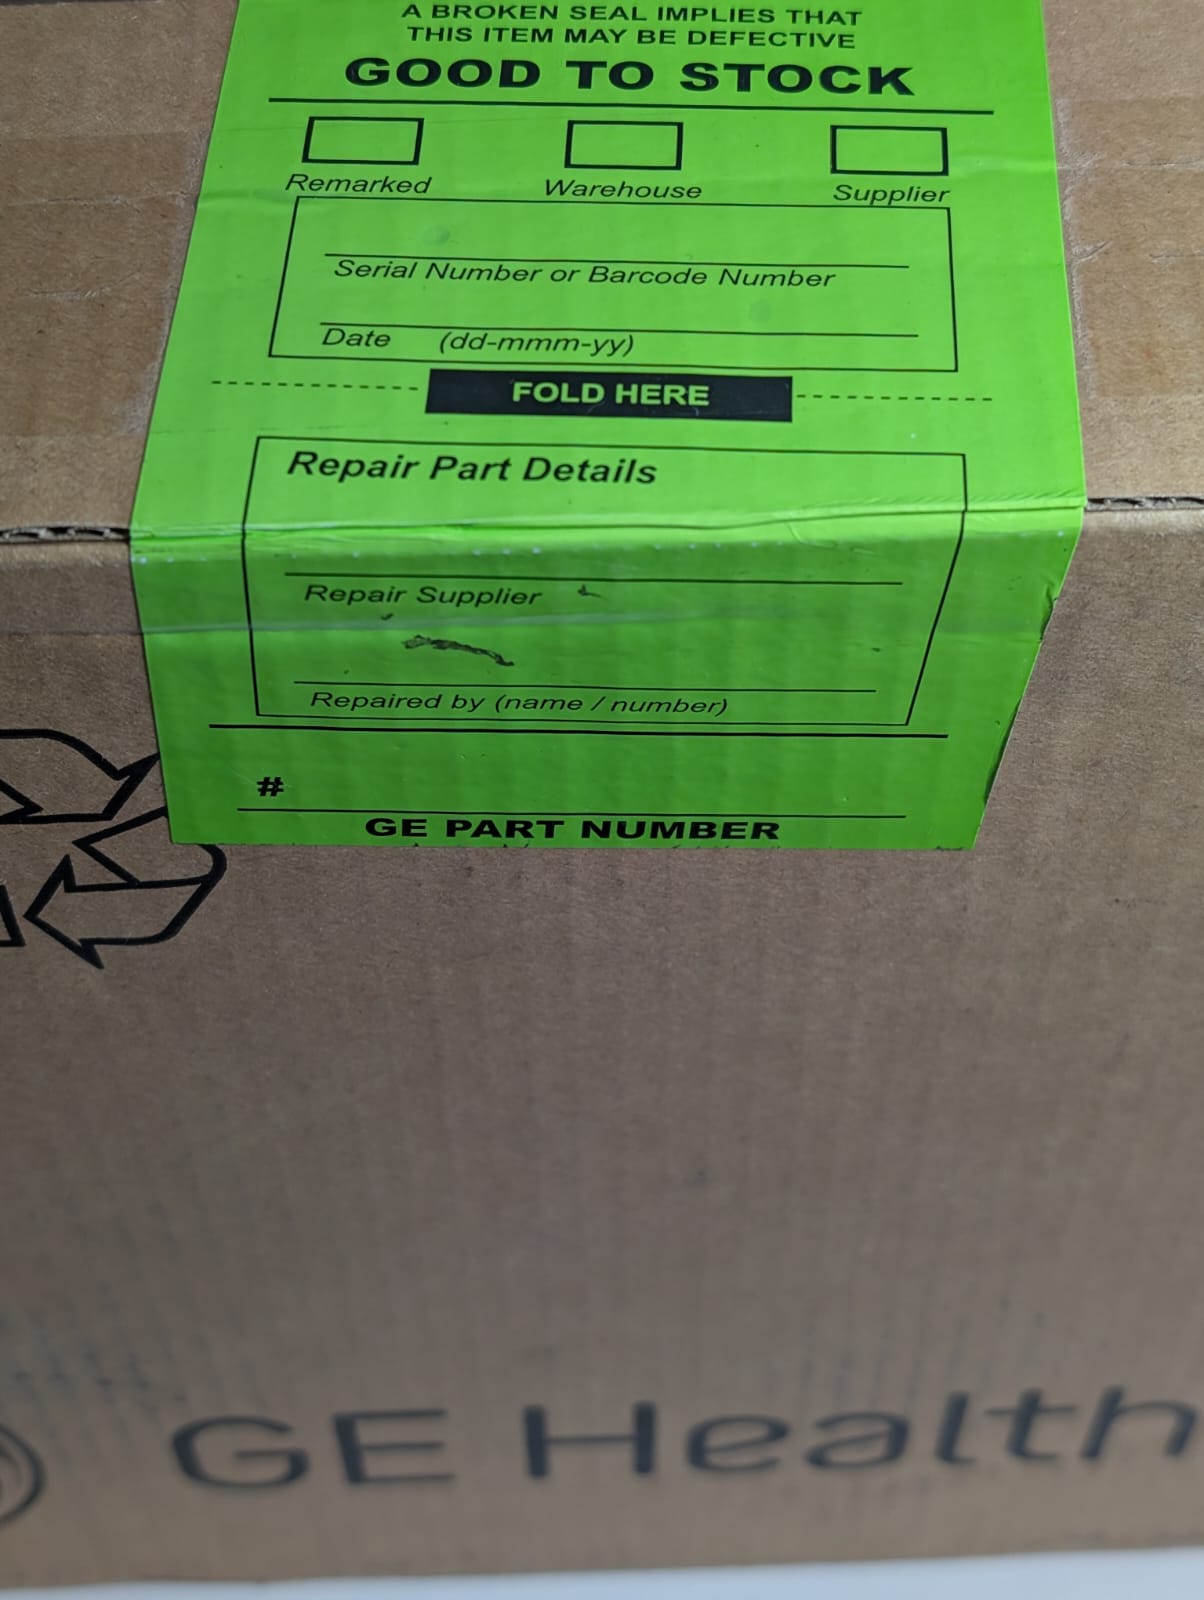 A BROKEN SEAL IMPLIES THAT
THIS ITEM MAY BE DEFECTIVE
GOOD TO STOCK
Remarked Warehouse Supplier
Serial Number or Barcode Number
Date (dd-mmm-yy)
FOLD HERE
Repair Part Details
Repair Supplier
Repaired by (name / number)
#
GE PART NUMBER
GE Health